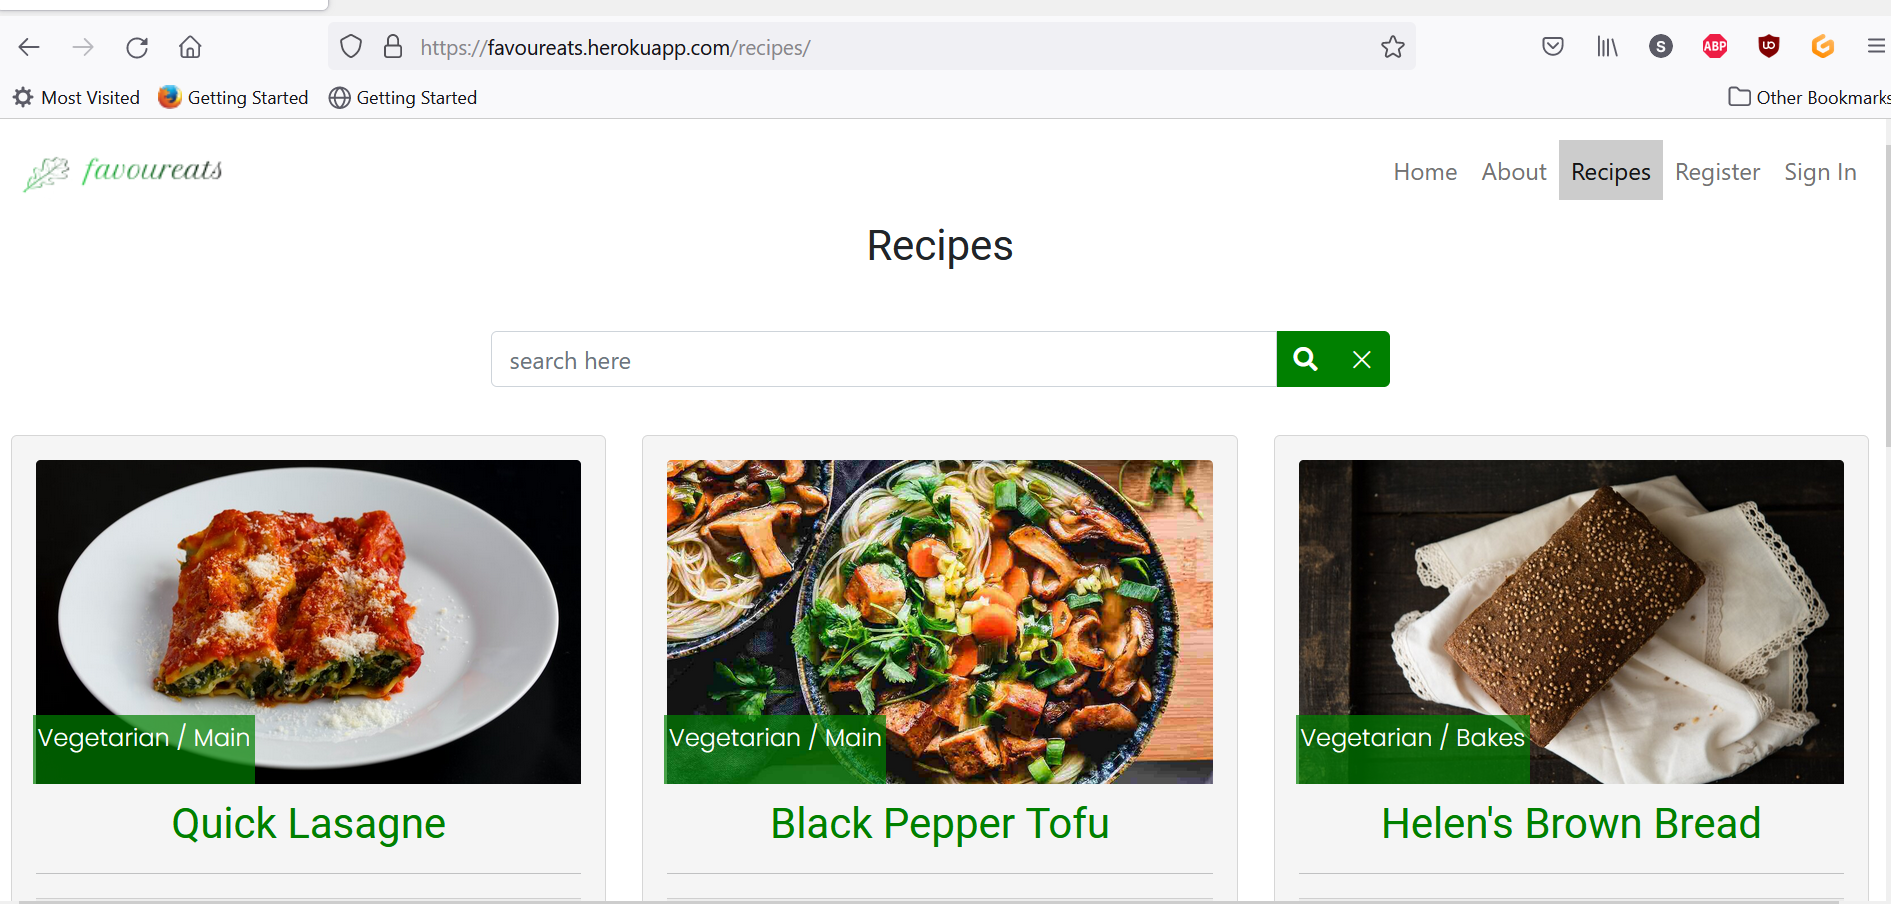 https://favoureats.herokuapp.com/recipes/
S
ABP
UO
Most Visited
Getting Started
Getting Started
Other Bookmarks
favoureats
Home
About
Recipes
Register
Sign In
Recipes
search here
Vegetarian / Main
Vegetarian / Main
Vegetarian / Bakes
Quick Lasagne
Black Pepper Tofu
Helen's Brown Bread